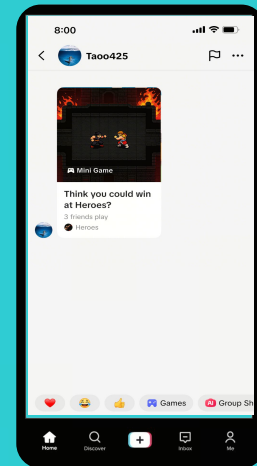 8:00
Taoo425
Mini Game
Think you could win
at Heroes?
3 friends play
Heroes
Games
AI Group Sh
Home
Discover
Inbox
Me